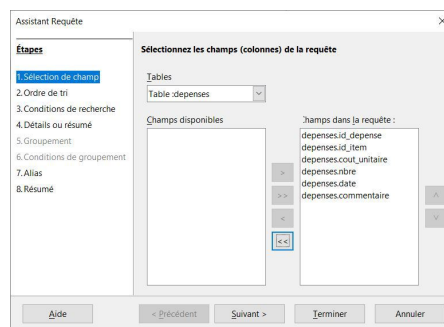 Assistant Requête
Étapes
Sélectionnez les champs (colonnes) de la requête
1.Sélection de champ
2.Ordre de tri
3.Conditions de recherche
4.Détails ou résumé
5.Groupement
6.Conditions de groupement
7.Alias
8.Résumé
Tables
Table :depenses
Champs disponibles
hamps dans la requête :
depenses.id_depense
depenses.id_item
depenses.cout_unitaire
depenses.nbre
depenses.date
depenses.commentaire
>
>>
<
<<
Aide
< Précédent
Suivant >
Terminer
Annuler